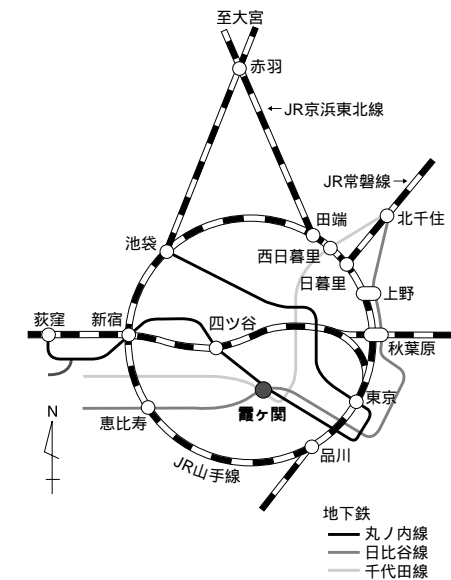 至大宮
赤羽
←JR京浜東北線
JR常磐線→
北千住
田端
西日暮里
池袋
日暮里
上野
荻窪
新宿
四ツ谷
秋葉原
東京
霞ヶ関
恵比寿
N
品川
JR山手線
地下鉄
丸ノ内線
日比谷線
千代田線